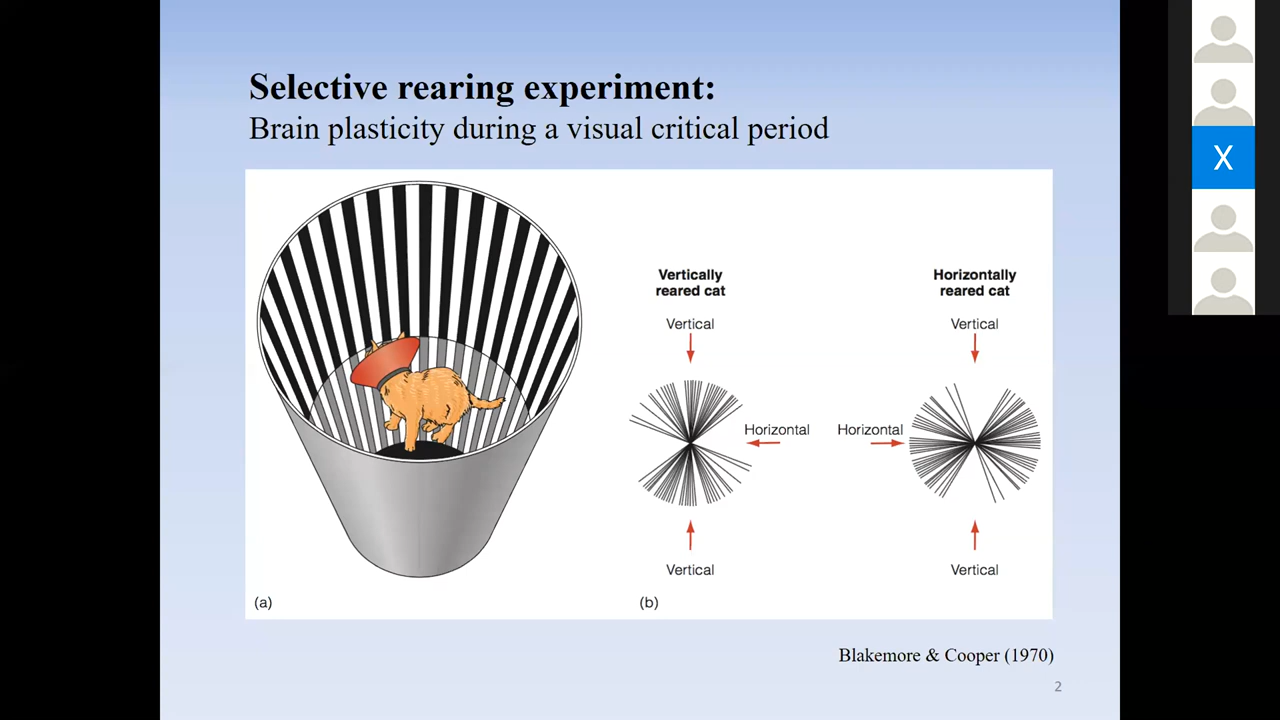 Selective rearing experiment:
Brain plasticity during a visual critical period
X
Vertically
reared cat
Horizontally
reared cat
Vertical
Vertical
Horizontal
Horizontal
Vertical
Vertical
(a)
(b)
Blakemore & Cooper (1970)
2